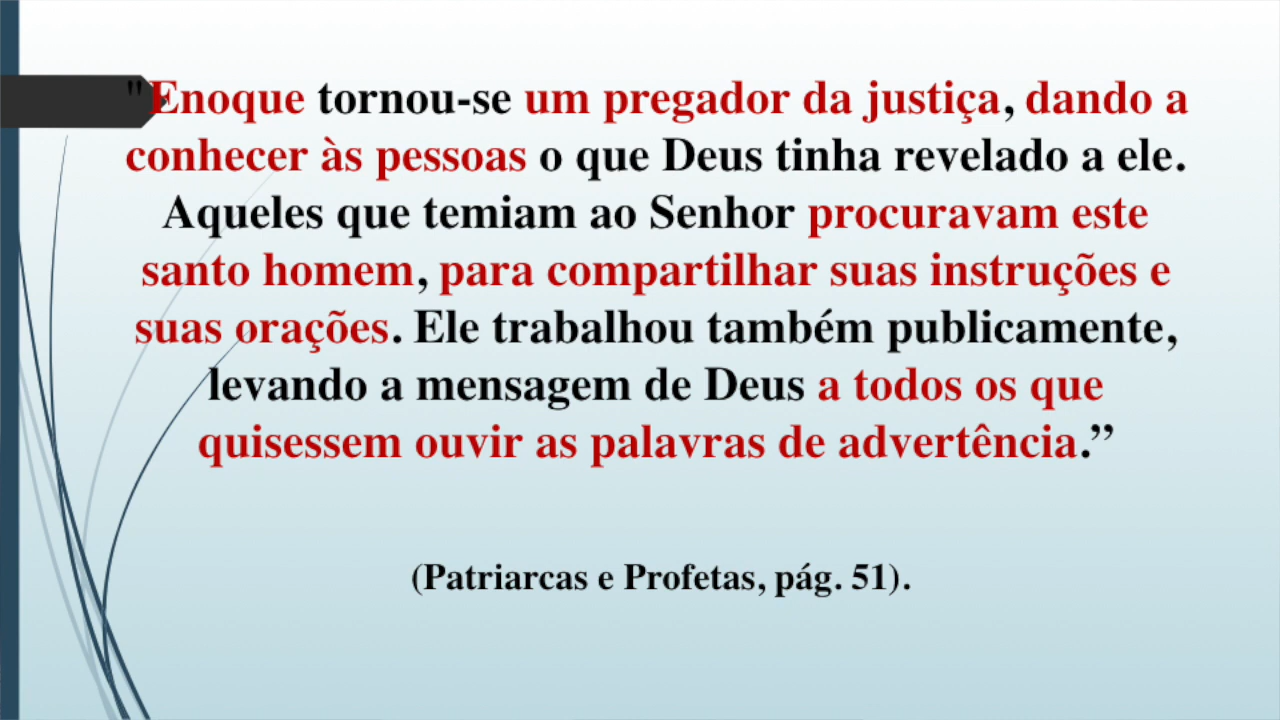 "Enoque tornou-se um pregador da justiça, dando a
conhecer às pessoas o que Deus tinha revelado a ele.
Aqueles que temiam ao Senhor procuravam este
santo homem, para compartilhar suas instruções e
suas orações. Ele trabalhou também publicamente,
levando a mensagem de Deus a todos os que
quisessem ouvir as palavras de advertência.”
(Patriarcas e Profetas, pág. 51).